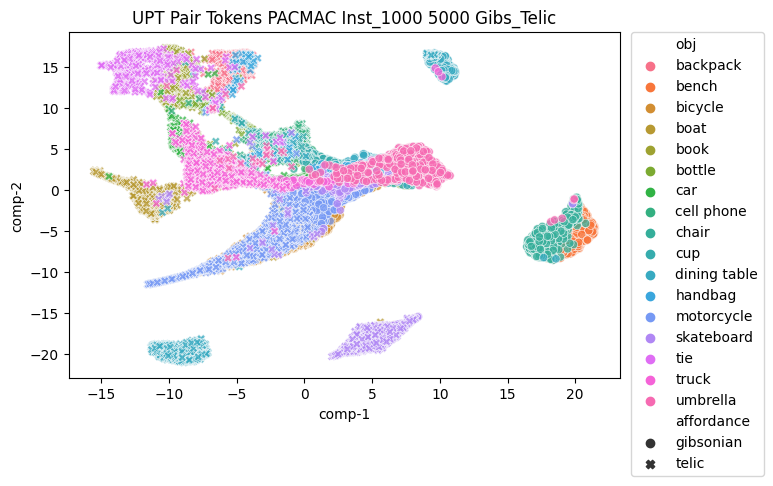 UPT Pair Tokens PACMAC Inst_1000 5000 Gibs_Telic
15
10
5
0
−5
−10
−15
−20
comp-2
−15
−10
−5
0
5
10
15
20
comp-1
obj
backpack
bench
bicycle
boat
book
bottle
car
cell phone
chair
cup
dining table
handbag
motorcycle
skateboard
tie
truck
umbrella
affordance
gibsonian
telic